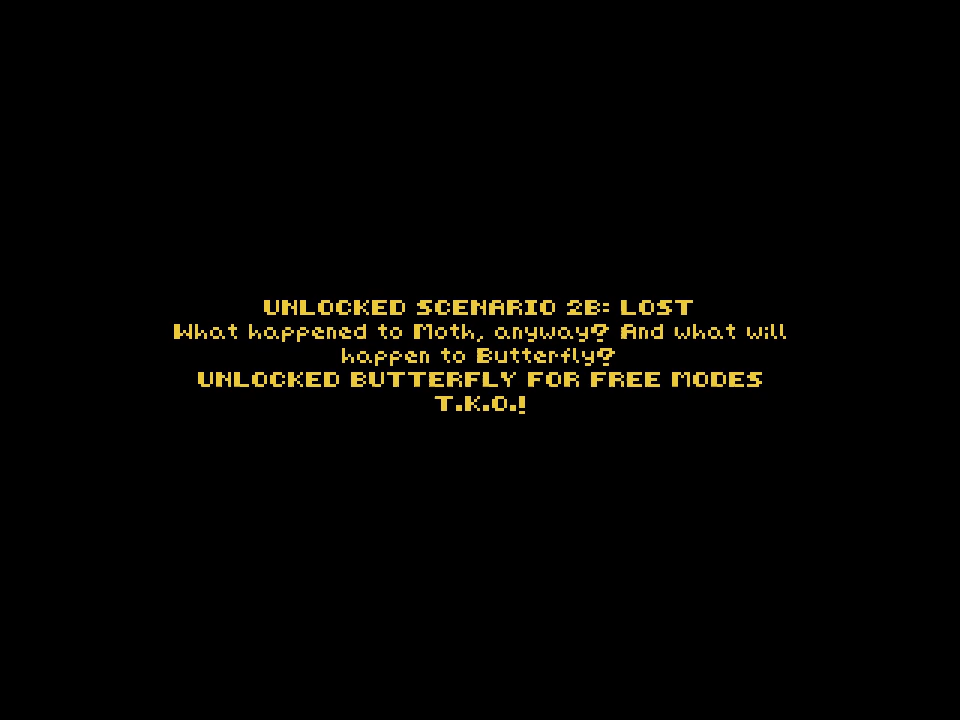 UNLOCKED SCENARIO 2B: LOST
What happened to Moth, anyway? And what will
happen to Butterfly?
UNLOCKED BUTTERFLY FOR FREE MODES
T.K.O.!